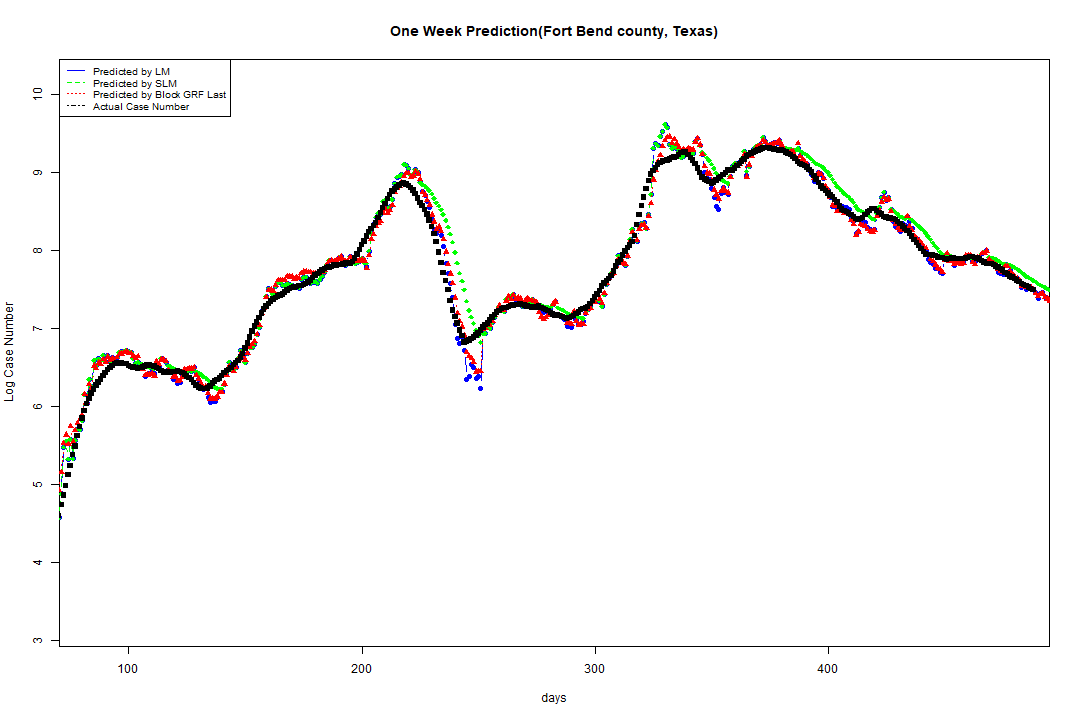 One Week Prediction(Fort Bend county, Texas)
Predicted by LM
Predicted by SLM
Predicted by Block GRF Last
Actual Case Number
10
9
8
7
6
5
4
3
Log Case Number
100 200 300 400
days